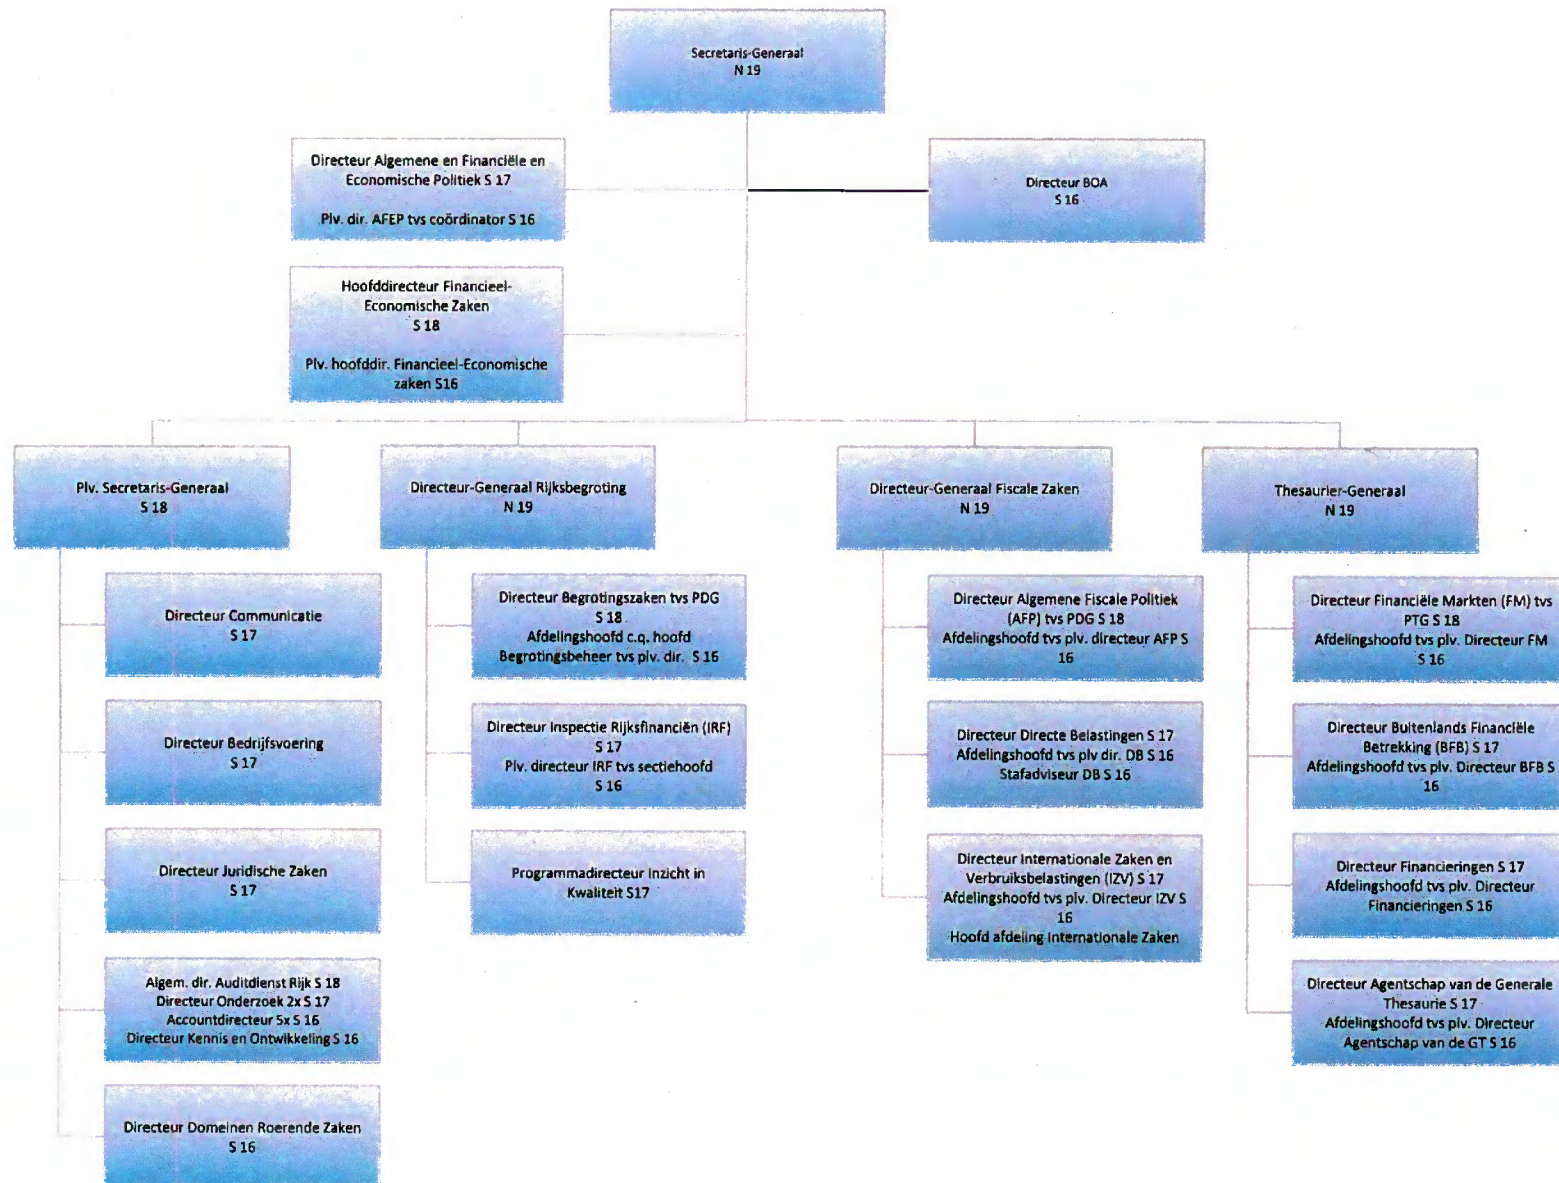 Secretaris-Generaal
N 19
Directeur Algemene en Financiële en
Economische Politiek S 17
Plv. dir. AFEP tvs coördinator S 16
Directeur BOA
S 16
Hoofddirecteur Financieel-
Economische Zaken
S 18
Plv. hoofddir. Financieel-Economische
zaken S16
Plv. Secretaris-Generaal
S 18
Directeur Communicatie
S 17
Directeur Bedrijfsvoering
S 17
Directeur Juridische Zaken
S 17
Algem. dir. Auditdienst Rijk S 18
Directeur Onderzoek 2x S 17
Accountdirecteur 5x S 16
Directeur Kennis en Ontwikkeling S 16
Directeur Domeinen Roerende Zaken
S 16
Directeur-Generaal Rijksbegroting
N 19
Directeur Begrotingszaken tvs PDG
S 18
Afdelingshoofd c.q. hoofd
Begrotingsbeheer tvs plv. dir. S 16
Directeur Inspectie Rijksfinanciën (IRF)
S 17
Plv. directeur IRF tvs sectiehoofd
S 16
Programmadirecteur Inzicht in
Kwaliteit S17
Directeur-Generaal Fiscale Zaken
N 19
Directeur Algemene Fiscale Politiek
(AFP) tvs PDG S 18
Afdelingshoofd tvs plv. directeur AFP S
16
Directeur Directe Belastingen S 17
Afdelingshoofd tvs plv dir. DB S 16
Stafadviseur DB S 16
Directeur Internationale Zaken en
Verbruiksbelastingen (IZV) S 17
Afdelingshoofd tvs plv. Directeur IZV S
16
Hoofd afdeling Internationale Zaken
Thesaurier-Generaal
N 19
Directeur Financiële Markten (FM) tvs
PTG S 18
Afdelingshoofd tvs plv. Directeur FM
S 16
Directeur Buitenlands Financiële
Betrekking (BFB) S 17
Afdelingshoofd tvs plv. Directeur BFB S
16
Directeur Financieringen S 17
Afdelingshoofd tvs plv. Directeur
Financieringen S 16
Directeur Agentschap van de Generale
Thesaurie S 17
Afdelingshoofd tvs plv. Directeur
Agentschap van de GT S 16